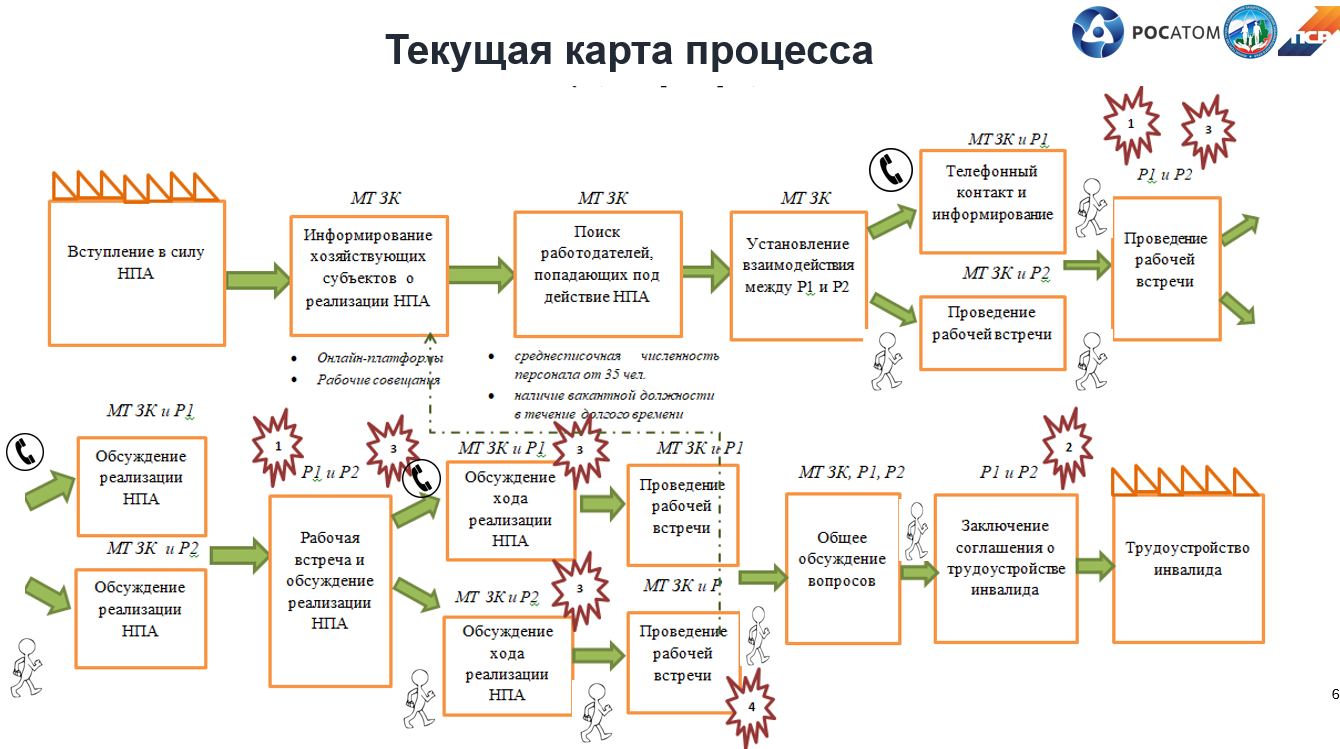 Текущая карта процесса
РОСАТОМ
ПСР
МТ ЗК и Р1
1
3
Р1 и Р2
МТ ЗК
МТ ЗК
МТ ЗК
Телефонный
контакт и
информирование
Вступление в силу
НПА
Информирование
хозяйствующих
субъектов о
реализации НПА
Поиск
работодателей,
попадающих под
действие НПА
Установление
взаимодействия
между Р1 и Р2
МТ ЗК и Р2
Проведение
рабочей встречи
Проведение
рабочей
встречи
• Онлайн-платформы
• Рабочие совещания
• среднесписочная численность
персонала от 35 чел.
• наличие вакантной должности
в течение долгого времени
МТ ЗК и Р1
Обсуждение
реализации
НПА
МТ ЗК и Р2
Обсуждение
реализации
НПА
1
3
Р1 и Р2
Рабочая
встреча и
обсуждение
реализации
НПА
МТ ЗК и Р1
3
Обсуждение
хода
реализации
НПА
МТ ЗК и Р2
3
Обсуждение
хода
реализации
НПА
МТ ЗК и Р1
Проведение
рабочей
встречи
МТ ЗК и Р
Проведение
рабочей
встречи
4
МТ ЗК, Р1, Р2
Общее
обсуждение
вопросов
Р1 и Р2
2
Заключение
соглашения о
трудоустройстве
инвалида
Трудоустройство
инвалида
6